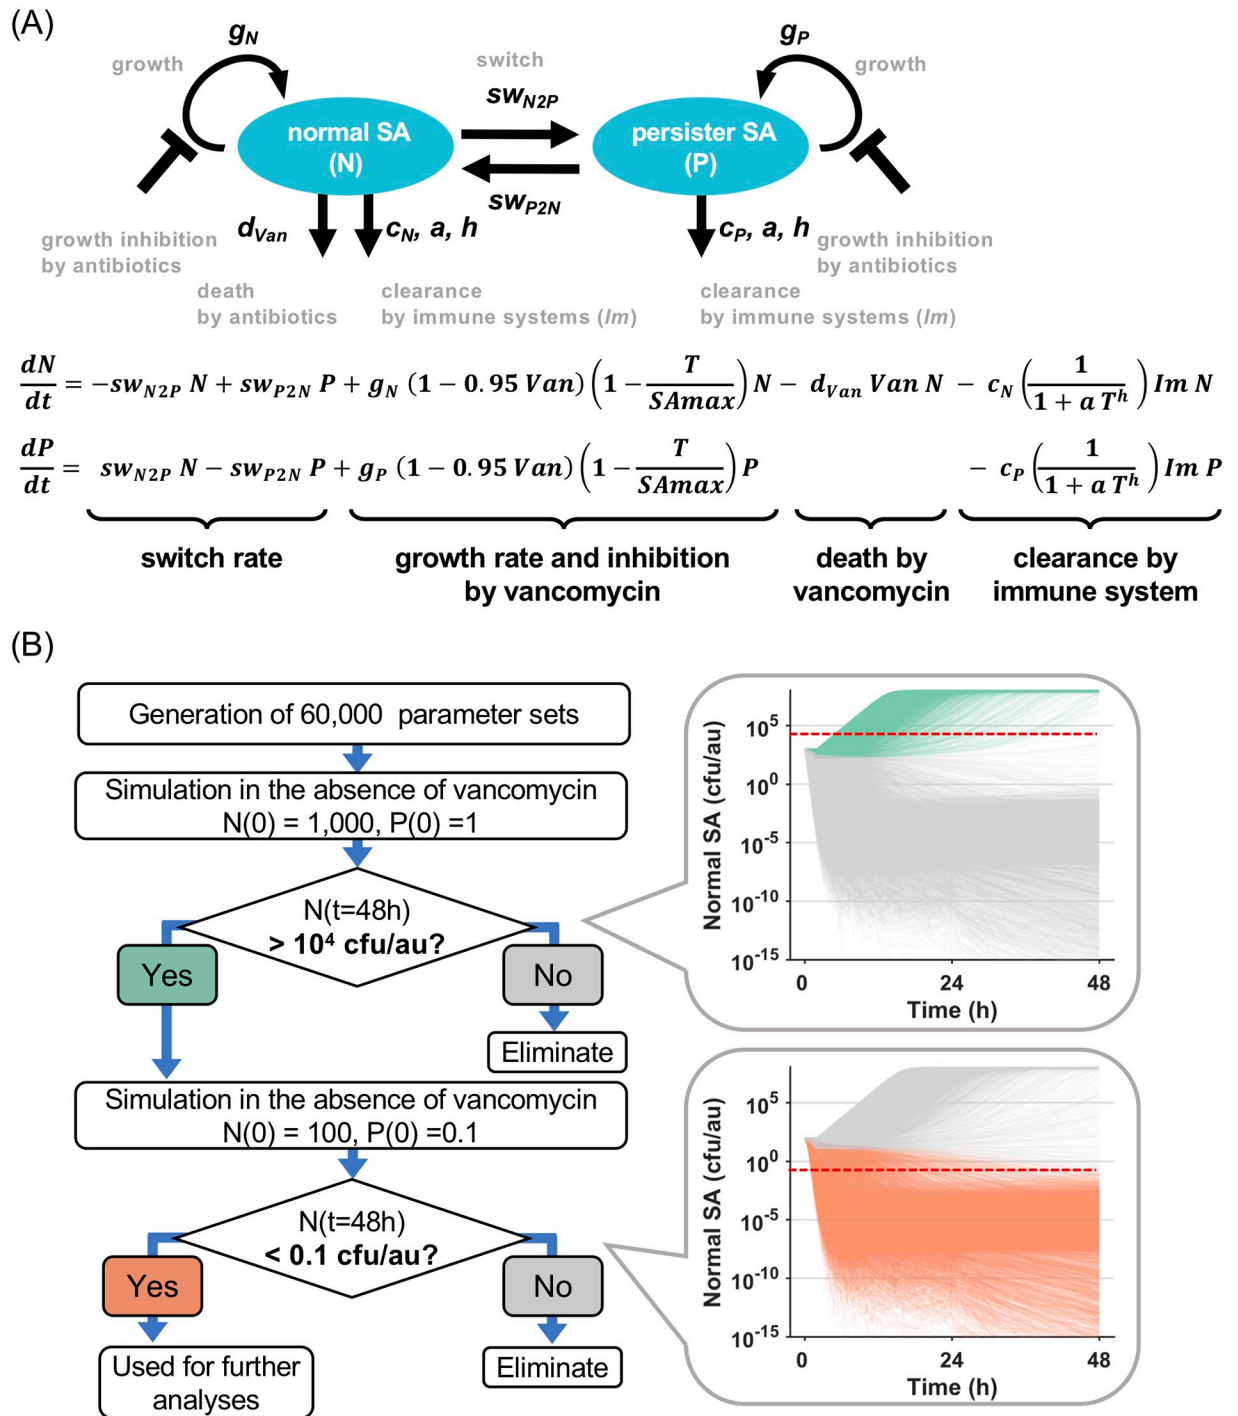 (A)
g_N
g_P
growth
switch
growth
sw_N2P
normal SA
(N)
persister SA
(P)
sw_P2N
d_Van
c_N, a, h
c_P, a, h
growth inhibition
by antibiotics
growth inhibition
by antibiotics
death
by antibiotics
clearance
by immune systems (Im)
clearance
by immune systems (Im)
dN/dt = −sw_N2P N + sw_P2N P + g_N (1 − 0.95 Van)(1 − T/SAmax)N − d_Van Van N − c_N (1/(1 + a T^h)) Im N
dP/dt = sw_N2P N − sw_P2N P + g_P (1 − 0.95 Van)(1 − T/SAmax)P − c_P (1/(1 + a T^h)) Im P
switch rate
growth rate and inhibition
by vancomycin
death by
vancomycin
clearance by
immune system
(B)
Generation of 60,000 parameter sets
Simulation in the absence of vancomycin
N(0) = 1,000, P(0) =1
N(t=48h)
> 10⁴ cfu/au?
Yes
No
Eliminate
Simulation in the absence of vancomycin
N(0) = 100, P(0) =0.1
N(t=48h)
< 0.1 cfu/au?
Yes
No
Used for further
analyses
Eliminate
Normal SA (cfu/au)
10⁵
10⁰
10⁻⁵
10⁻¹⁰
10⁻¹⁵
0
24
48
Time (h)
Normal SA (cfu/au)
10⁵
10⁰
10⁻⁵
10⁻¹⁰
10⁻¹⁵
0
24
48
Time (h)